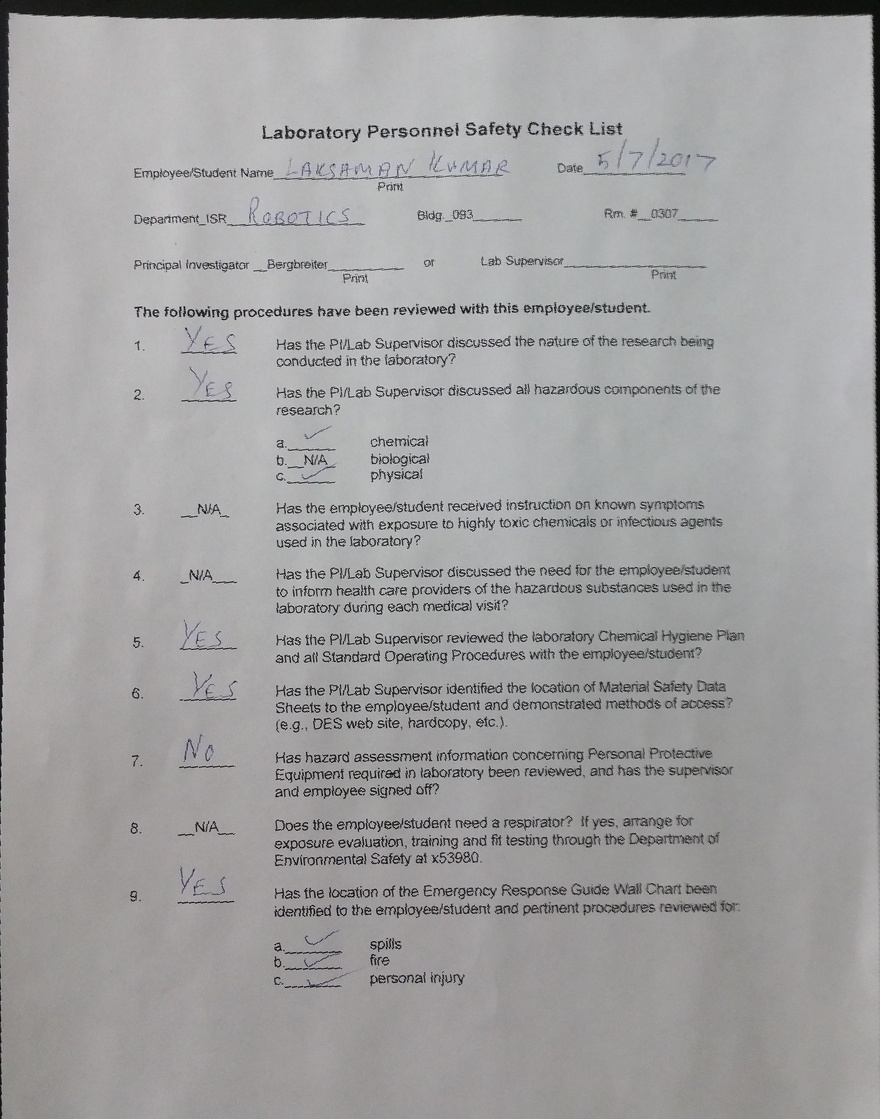 Laboratory Personnel Safety Check List
Employee/Student Name LAKSAMAN KUMAR Date 5/7/2017
Print
Department_ISR_ ROBOTICS Bldg._093______ Rm. #__0307_____
Principal Investigator __Bergbreiter__________ or Lab Supervisor____________________
Print Print
The following procedures have been reviewed with this employee/student.
1. YES Has the PI/Lab Supervisor discussed the nature of the research being
conducted in the laboratory?
2. YES Has the PI/Lab Supervisor discussed all hazardous components of the
research?
a. ✓ chemical
b.__N/A_ biological
c. ✓ physical
3. __N/A_ Has the employee/student received instruction on known symptoms
associated with exposure to highly toxic chemicals or infectious agents
used in the laboratory?
4. _N/A___ Has the PI/Lab Supervisor discussed the need for the employee/student
to inform health care providers of the hazardous substances used in the
laboratory during each medical visit?
5. YES Has the PI/Lab Supervisor reviewed the laboratory Chemical Hygiene Plan
and all Standard Operating Procedures with the employee/student?
6. YES Has the PI/Lab Supervisor identified the location of Material Safety Data
Sheets to the employee/student and demonstrated methods of access?
(e.g., DES web site, hardcopy, etc.).
7. NO Has hazard assessment information concerning Personal Protective
Equipment required in laboratory been reviewed, and has the supervisor
and employee signed off?
8. __N/A__ Does the employee/student need a respirator? If yes, arrange for
exposure evaluation, training and fit testing through the Department of
Environmental Safety at x53980.
9. YES Has the location of the Emergency Response Guide Wall Chart been
identified to the employee/student and pertinent procedures reviewed for:
a. ✓ spills
b. ✓ fire
c. ✓ personal injury